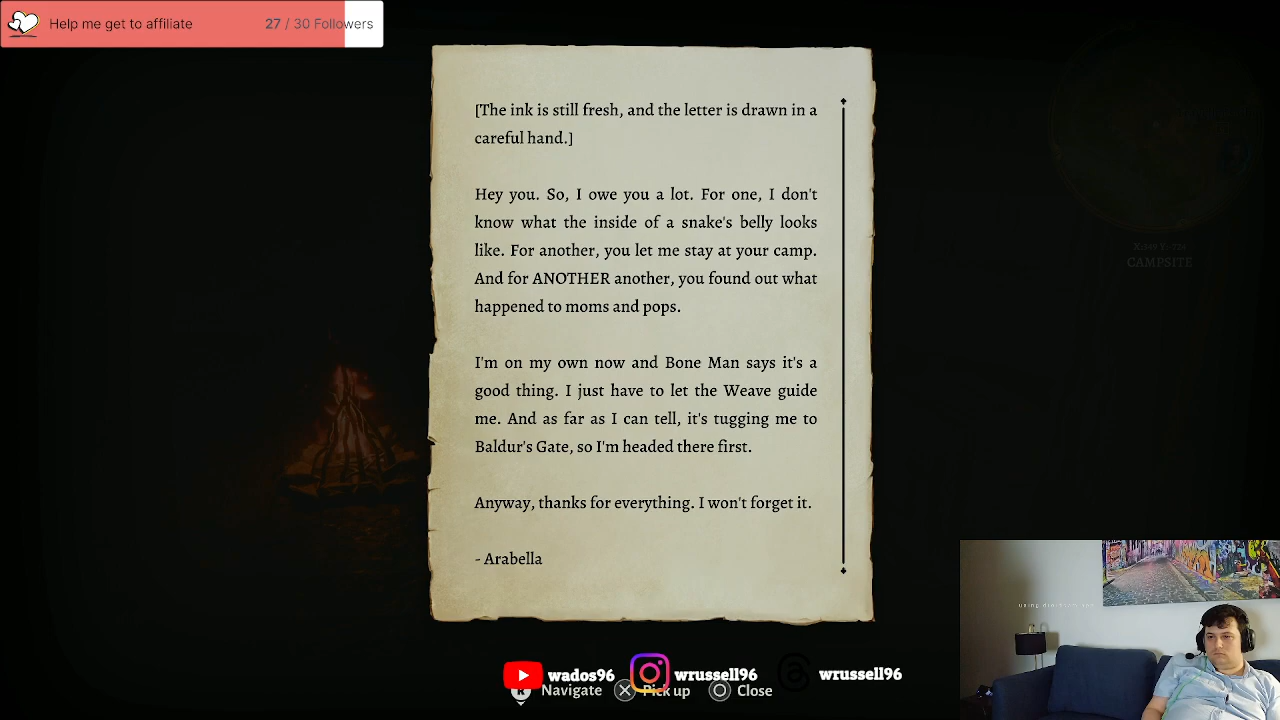 Help me get to affiliate 27 / 30 Followers
[The ink is still fresh, and the letter is drawn in a
careful hand.]
Hey you. So, I owe you a lot. For one, I don't
know what the inside of a snake's belly looks
like. For another, you let me stay at your camp.
And for ANOTHER another, you found out what
happened to moms and pops.
I'm on my own now and Bone Man says it's a
good thing. I just have to let the Weave guide
me. And as far as I can tell, it's tugging me to
Baldur's Gate, so I'm headed there first.
Anyway, thanks for everything. I won't forget it.
- Arabella
CAMPSITE
wados96 wrussell96 wrussell96
R Navigate Pick up Close